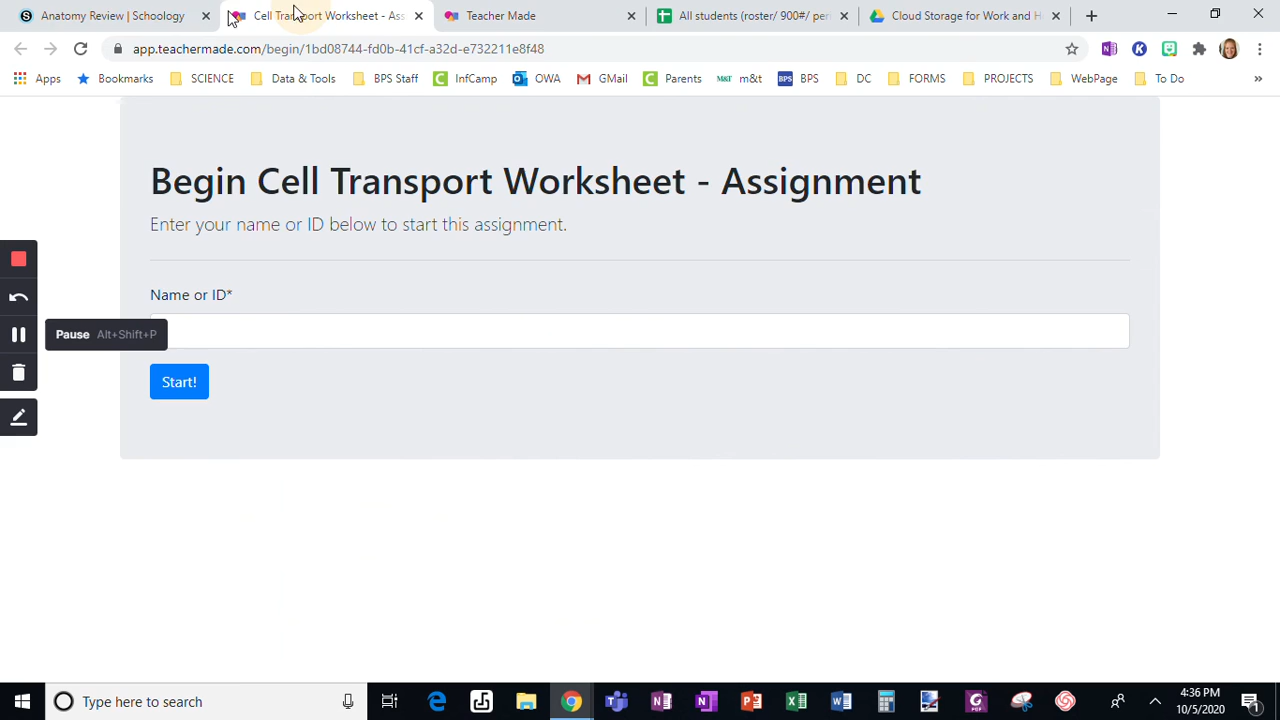 Anatomy Review | Schoology
Cell Transport Worksheet - Ass
Teacher Made
All students (roster/ 900#/ per
Cloud Storage for Work and H
app.teachermade.com/begin/1bd08744-fd0b-41cf-a32d-e732211e8f48
Apps
Bookmarks
SCIENCE
Data & Tools
BPS Staff
InfCamp
OWA
GMail
Parents
m&t
BPS
DC
FORMS
PROJECTS
WebPage
To Do
Begin Cell Transport Worksheet - Assignment
Enter your name or ID below to start this assignment.
Name or ID*
Pause Alt+Shift+P
Start!
Type here to search
4:36 PM
10/5/2020